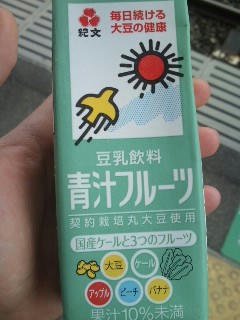 毎日続ける
大豆の健康
紀文
豆乳飲料
青汁フルーツ
契約栽培丸大豆使用
国産ケールと3つのフルーツ
大豆 ケール
アップル ピーチ バナナ
果汁10%未満